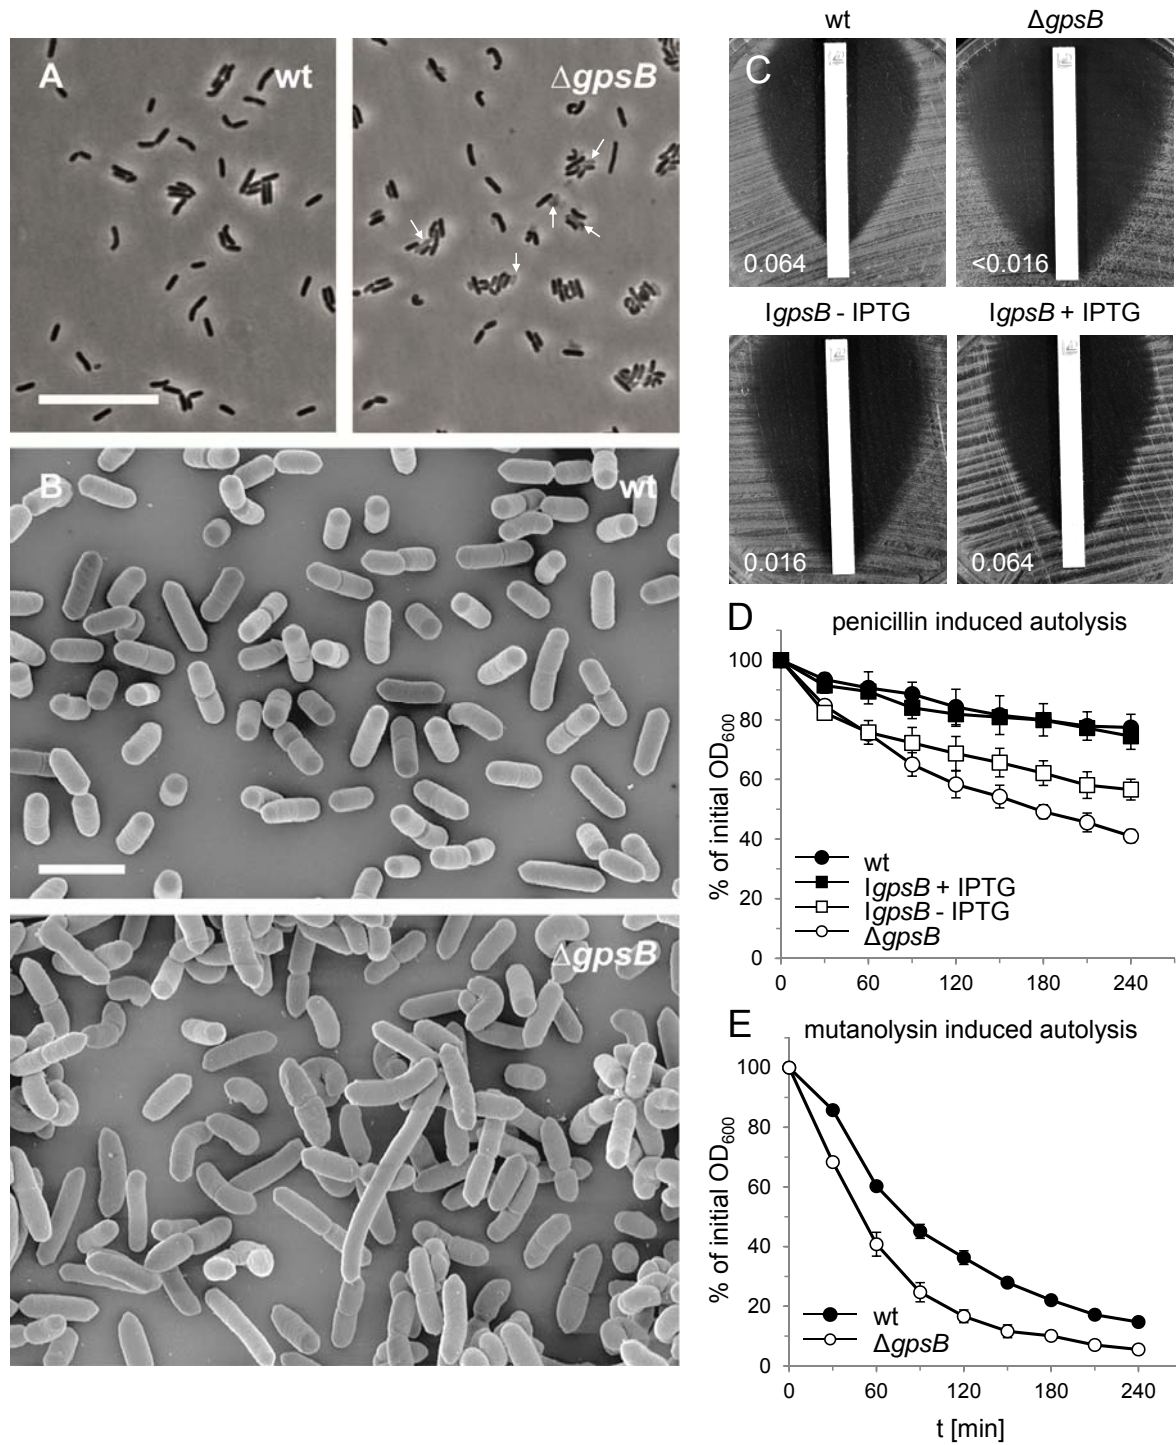 A
wt
ΔgpsB
B
wt
ΔgpsB
wt
ΔgpsB
C
0.064
<0.016
IgpsB - IPTG
IgpsB + IPTG
0.016
0.064
D
penicillin induced autolysis
% of initial OD600
100
80
60
40
20
0
wt
IgpsB + IPTG
IgpsB - IPTG
ΔgpsB
0 60 120 180 240
E
mutanolysin induced autolysis
% of initial OD600
100
80
60
40
20
0
wt
ΔgpsB
0 60 120 180 240
t [min]